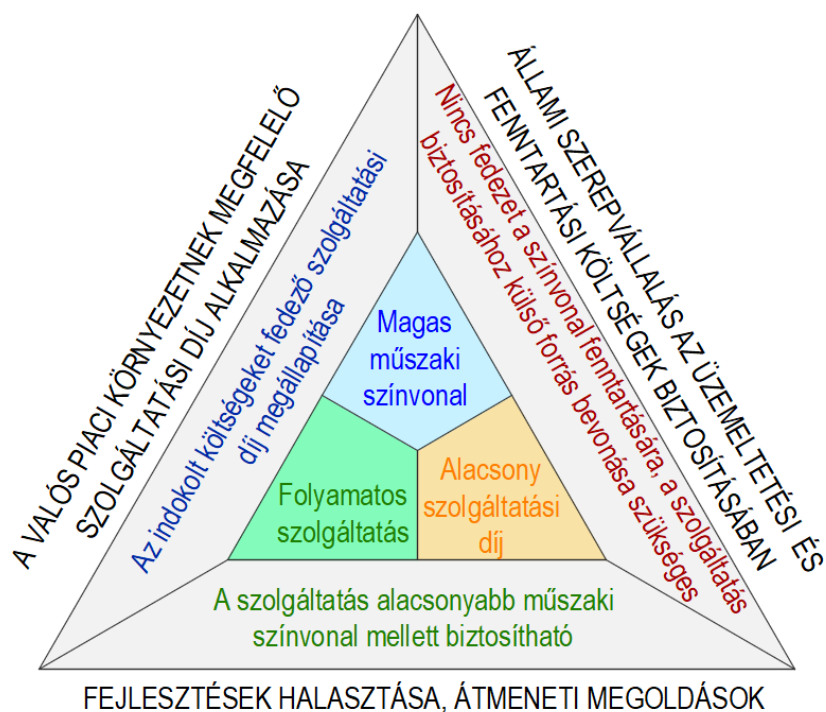 A VALÓS PIACI KÖRNYEZETNEK MEGFELELŐ
SZOLGÁLTATÁSI DÍJ ALKALMAZÁSA
Az indokolt költségeket fedező szolgáltatási
díj megállapítása
ÁLLAMI SZEREPVÁLLALÁS AZ ÜZEMELTETÉSI ÉS
FENNTARTÁSI KÖLTSÉGEK BIZTOSÍTÁSÁBAN
Nincs fedezet a színvonal fenntartására, a szolgáltatás
biztosításához külső forrás bevonása szükséges
Magas
műszaki
színvonal
Folyamatos
szolgáltatás
Alacsony
szolgáltatási
díj
A szolgáltatás alacsonyabb műszaki
színvonal mellett biztosítható
FEJLESZTÉSEK HALASZTÁSA, ÁTMENETI MEGOLDÁSOK